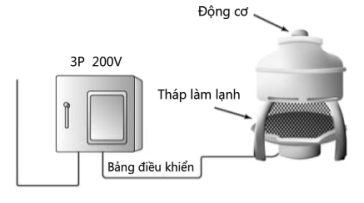 Động cơ
3P 200V
Tháp làm lạnh
Bảng điều khiển